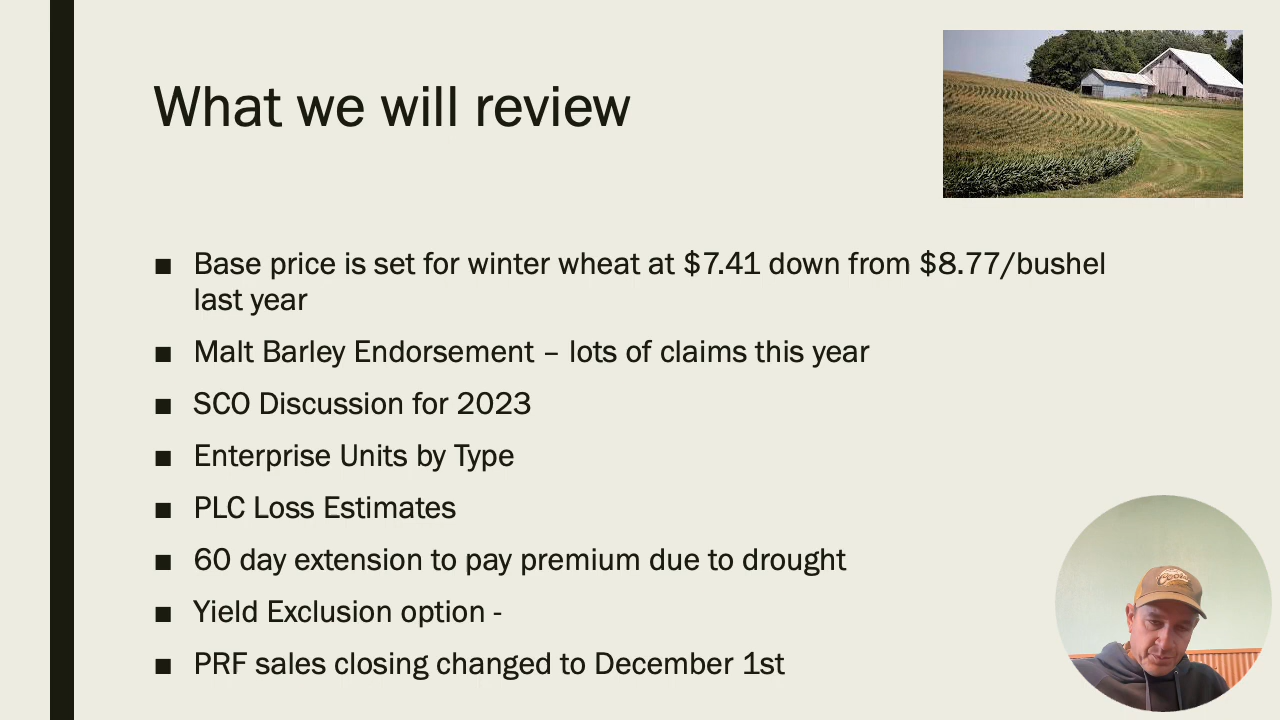 What we will review
■ Base price is set for winter wheat at $7.41 down from $8.77/bushel
last year
■ Malt Barley Endorsement – lots of claims this year
■ SCO Discussion for 2023
■ Enterprise Units by Type
■ PLC Loss Estimates
■ 60 day extension to pay premium due to drought
■ Yield Exclusion option -
■ PRF sales closing changed to December 1st
Coors